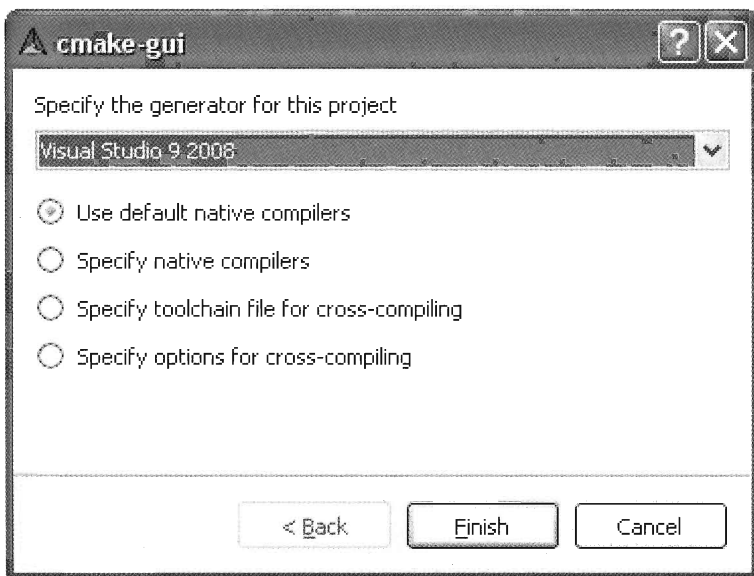 cmake-gui
Specify the generator for this project
Visual Studio 9 2008
Use default native compilers
Specify native compilers
Specify toolchain file for cross-compiling
Specify options for cross-compiling
< Back
Finish
Cancel